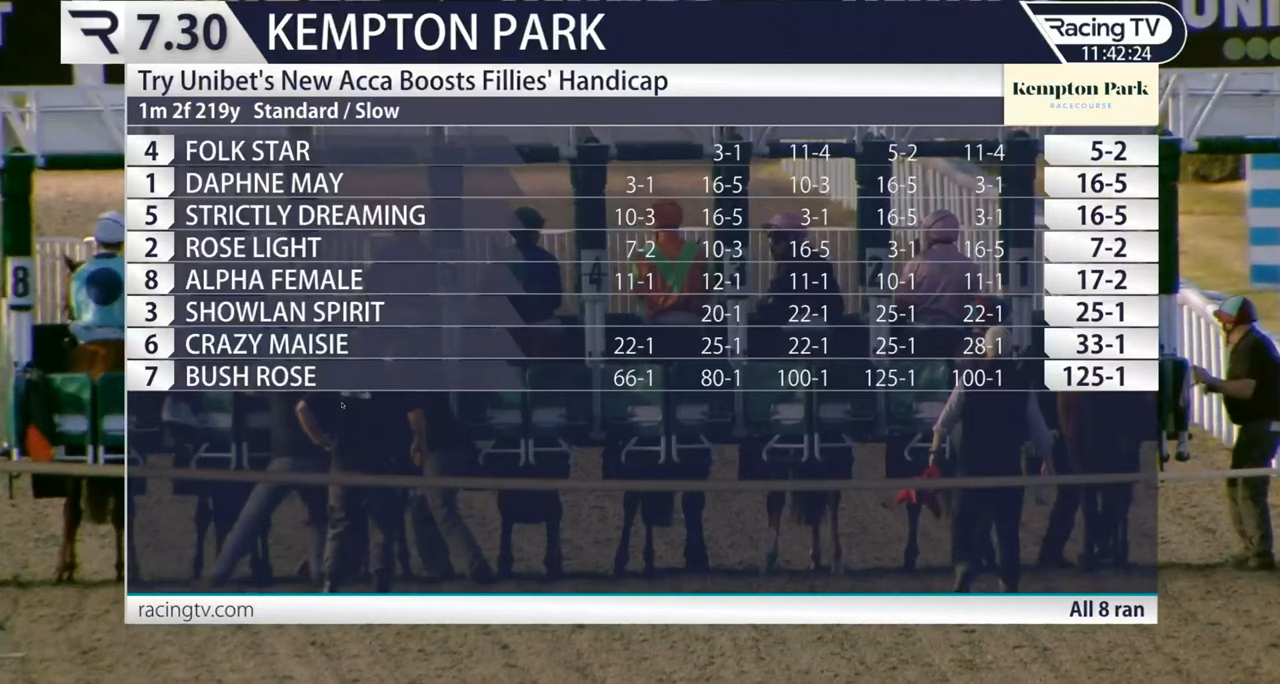 7.30 KEMPTON PARK
Racing TV
11:42:24
Try Unibet's New Acca Boosts Fillies' Handicap
1m 2f 219y Standard / Slow
Kempton Park
RACECOURSE
4 FOLK STAR 3-1 11-4 5-2 11-4 5-2
1 DAPHNE MAY 3-1 16-5 10-3 16-5 3-1 16-5
5 STRICTLY DREAMING 10-3 16-5 3-1 16-5 3-1 16-5
2 ROSE LIGHT 7-2 10-3 16-5 3-1 16-5 7-2
8 ALPHA FEMALE 11-1 12-1 11-1 10-1 11-1 17-2
3 SHOWLAN SPIRIT 20-1 22-1 25-1 22-1 25-1
6 CRAZY MAISIE 22-1 25-1 22-1 25-1 28-1 33-1
7 BUSH ROSE 66-1 80-1 100-1 125-1 100-1 125-1
8
4
1
racingtv.com All 8 ran